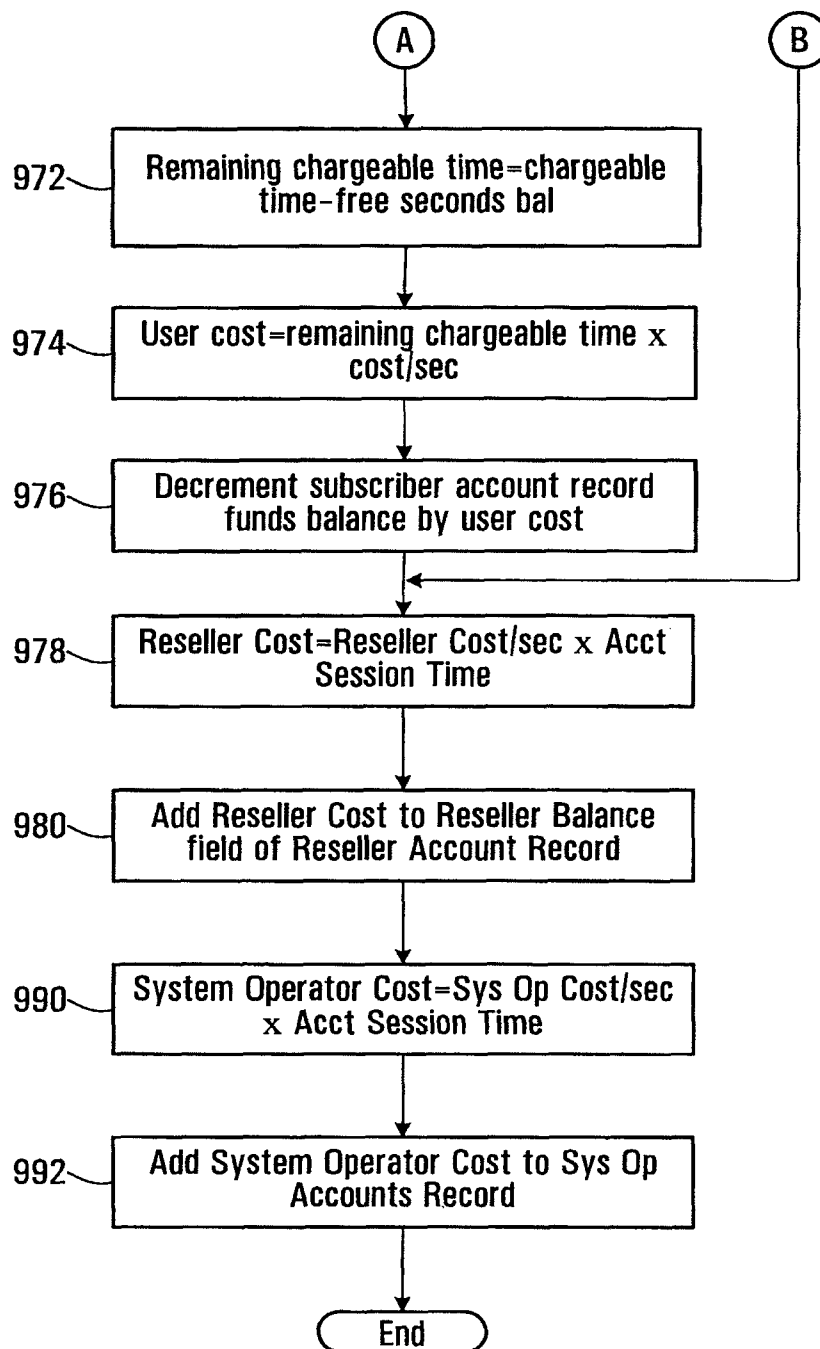 A
B
972
Remaining chargeable time=chargeable
time-free seconds bal
974
User cost=remaining chargeable time x
cost/sec
976
Decrement subscriber account record
funds balance by user cost
978
Reseller Cost=Reseller Cost/sec x Acct
Session Time
980
Add Reseller Cost to Reseller Balance
field of Reseller Account Record
990
System Operator Cost=Sys Op Cost/sec
x Acct Session Time
992
Add System Operator Cost to Sys Op
Accounts Record
End